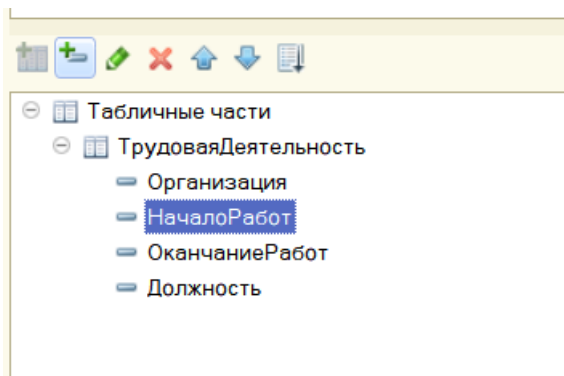 Табличные части
ТрудоваяДеятельность
Организация
НачалоРабот
ОканчаниеРабот
Должность